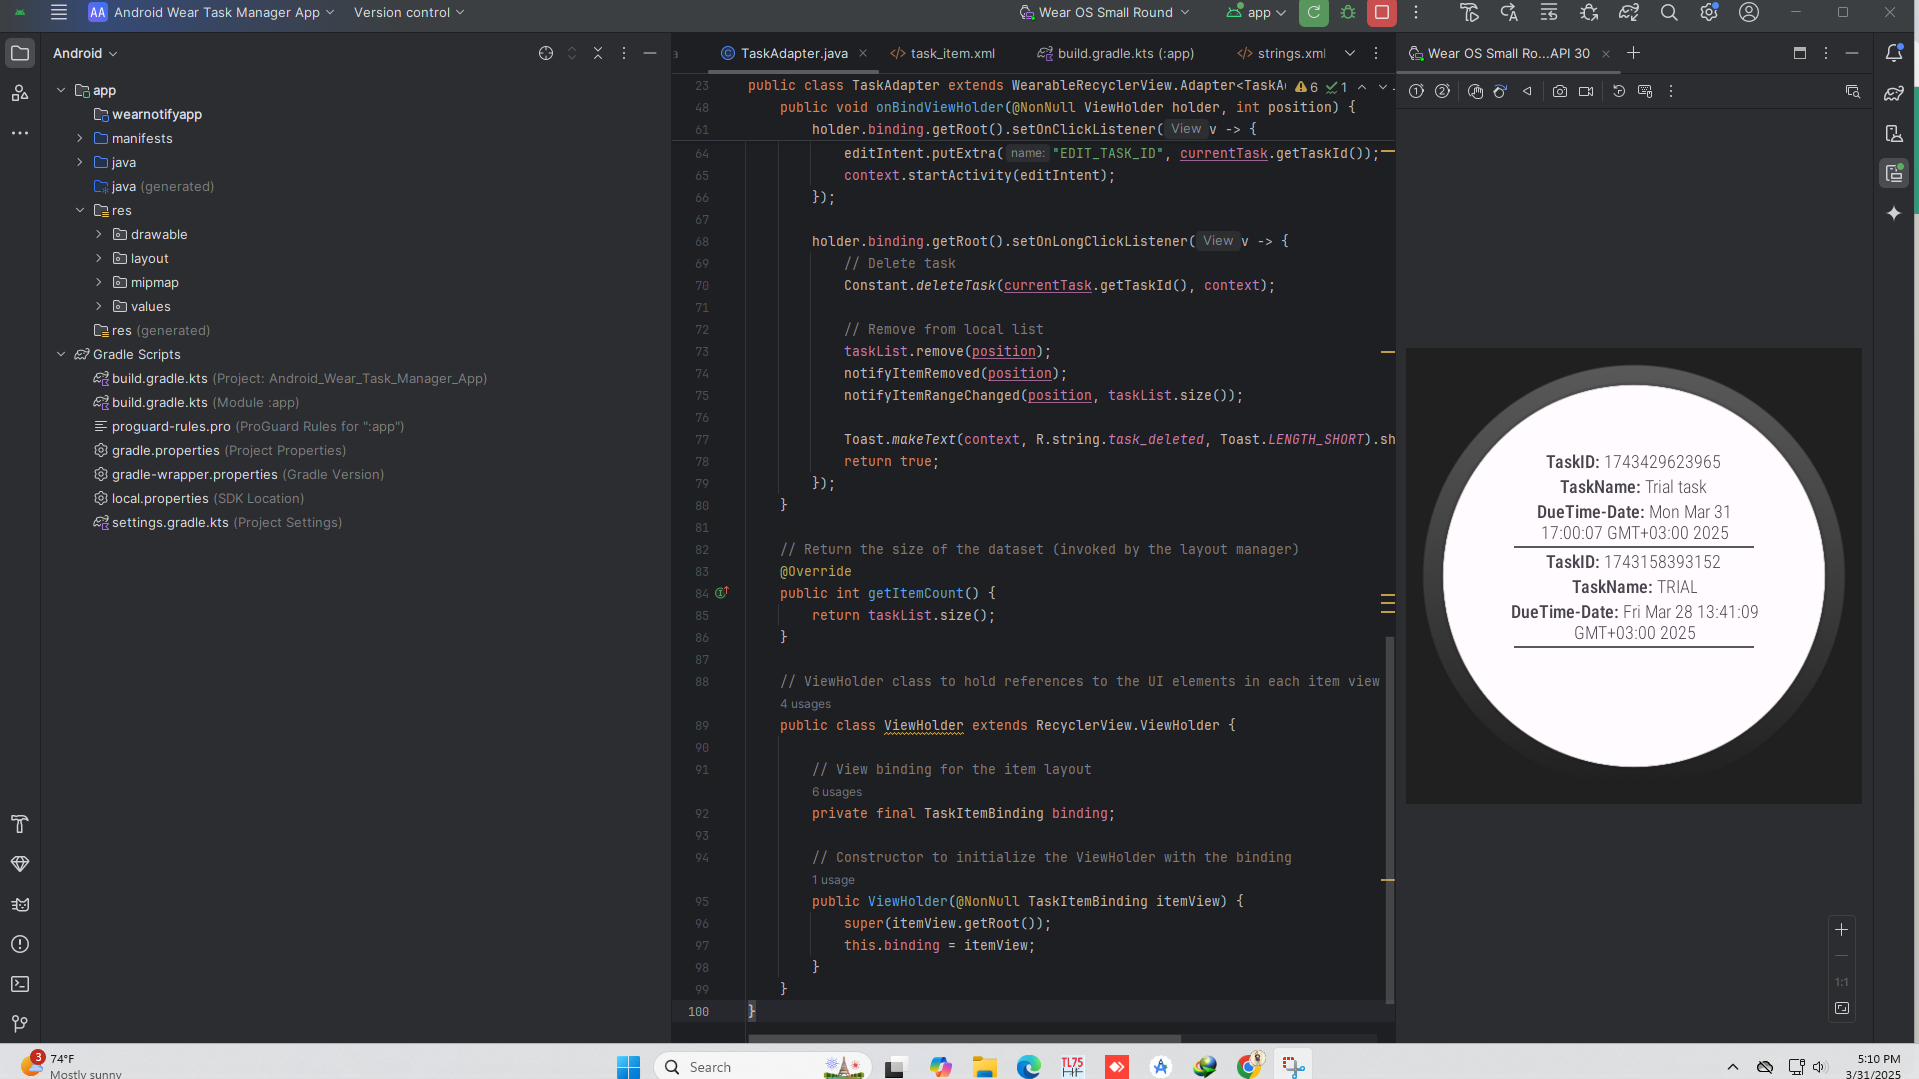 AA Android Wear Task Manager App Version control Wear OS Small Round app
Android
TaskAdapter.java task_item.xml build.gradle.kts (:app) strings.xml
Wear OS Small Ro...API 30
app
wearnotifyapp
manifests
java
java (generated)
res
drawable
layout
mipmap
values
res (generated)
Gradle Scripts
build.gradle.kts (Project: Android_Wear_Task_Manager_App)
build.gradle.kts (Module :app)
proguard-rules.pro (ProGuard Rules for ":app")
gradle.properties (Project Properties)
gradle-wrapper.properties (Gradle Version)
local.properties (SDK Location)
settings.gradle.kts (Project Settings)
23 public class TaskAdapter extends WearableRecyclerView.Adapter<TaskA 6 1
48 public void onBindViewHolder(@NonNull ViewHolder holder, int position) {
61 holder.binding.getRoot().setOnClickListener( View v -> {
64 editIntent.putExtra( name: "EDIT_TASK_ID", currentTask.getTaskId());
65 context.startActivity(editIntent);
66 });
67
68 holder.binding.getRoot().setOnLongClickListener( View v -> {
69 // Delete task
70 Constant.deleteTask(currentTask.getTaskId(), context);
71
72 // Remove from local list
73 taskList.remove(position);
74 notifyItemRemoved(position);
75 notifyItemRangeChanged(position, taskList.size());
76
77 Toast.makeText(context, R.string.task_deleted, Toast.LENGTH_SHORT).sh
78 return true;
79 });
80 }
81
82 // Return the size of the dataset (invoked by the layout manager)
83 @Override
84 public int getItemCount() {
85 return taskList.size();
86 }
87
88 // ViewHolder class to hold references to the UI elements in each item view
4 usages
89 public class ViewHolder extends RecyclerView.ViewHolder {
90
91 // View binding for the item layout
6 usages
92 private final TaskItemBinding binding;
93
94 // Constructor to initialize the ViewHolder with the binding
1 usage
95 public ViewHolder(@NonNull TaskItemBinding itemView) {
96 super(itemView.getRoot());
97 this.binding = itemView;
98 }
99 }
100 }
TaskID: 1743429623965
TaskName: Trial task
DueTime-Date: Mon Mar 31
17:00:07 GMT+03:00 2025
TaskID: 1743158393152
TaskName: TRIAL
DueTime-Date: Fri Mar 28 13:41:09
GMT+03:00 2025
1:1
3
74°F
Mostly sunny
Search
TL75
5:10 PM
3/31/2025